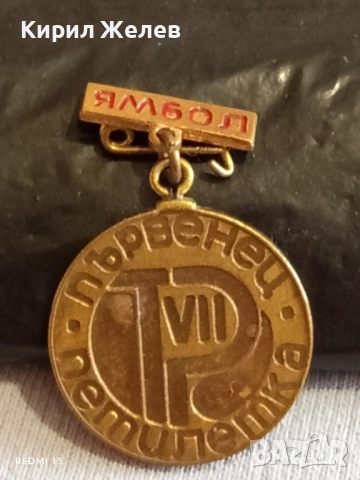 Кирил Желев
ЯМБОЛ
ПЪРВЕНЕЦ
VII
ПЕТИЛЕТКА
REDMI 13
BAZAR